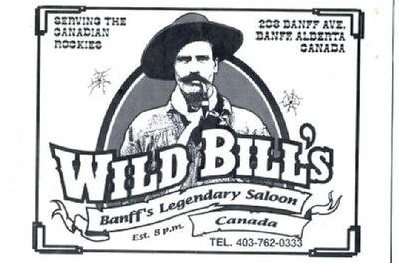 SERVING THE
CANADIAN
ROCKIES
203 BANFF AVE.
BANFF, ALBERTA
CANADA
WILD BILL'S
Banff's Legendary Saloon
Est. 8 p.m.
Canada
TEL. 403-762-0333